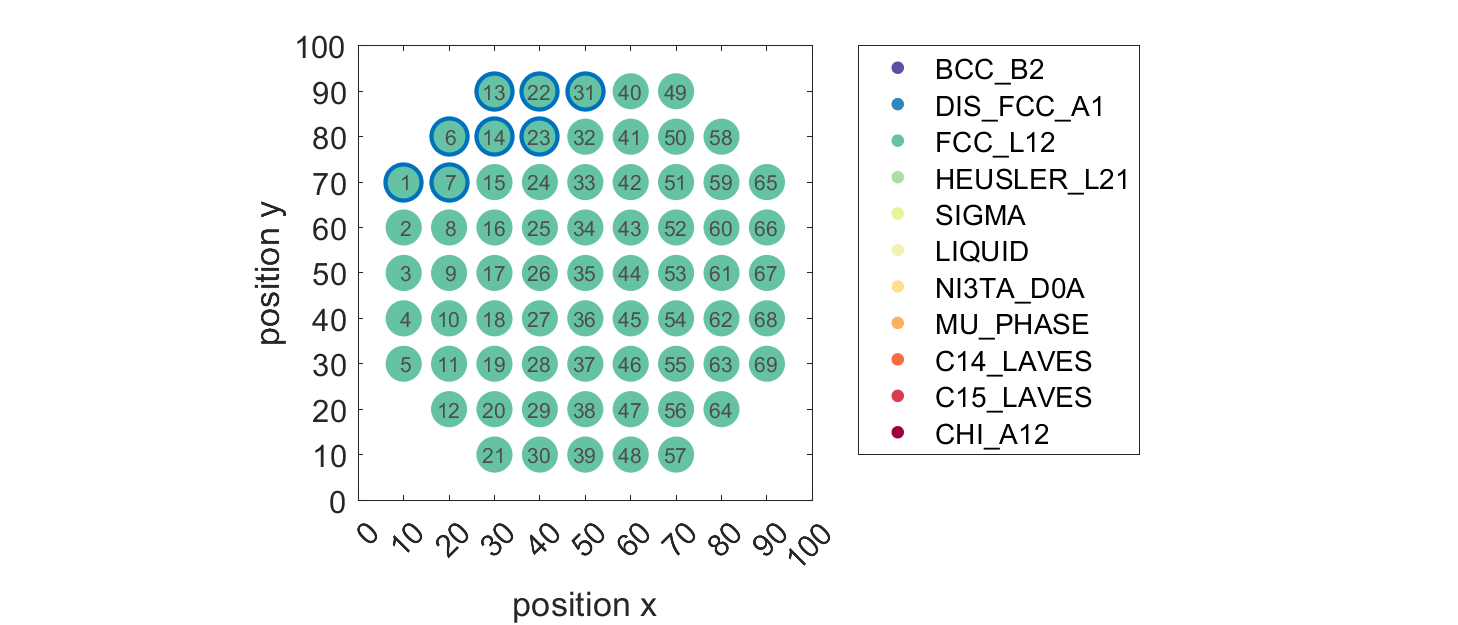 100
90
80
70
60
50
40
30
20
10
0
position y
13 22 31 40 49
6 14 23 32 41 50 58
1 7 15 24 33 42 51 59 65
2 8 16 25 34 43 52 60 66
3 9 17 26 35 44 53 61 67
4 10 18 27 36 45 54 62 68
5 11 19 28 37 46 55 63 69
12 20 29 38 47 56 64
21 30 39 48 57
0 10 20 30 40 50 60 70 80 90 100
position x
BCC_B2
DIS_FCC_A1
FCC_L12
HEUSLER_L21
SIGMA
LIQUID
NI3TA_D0A
MU_PHASE
C14_LAVES
C15_LAVES
CHI_A12